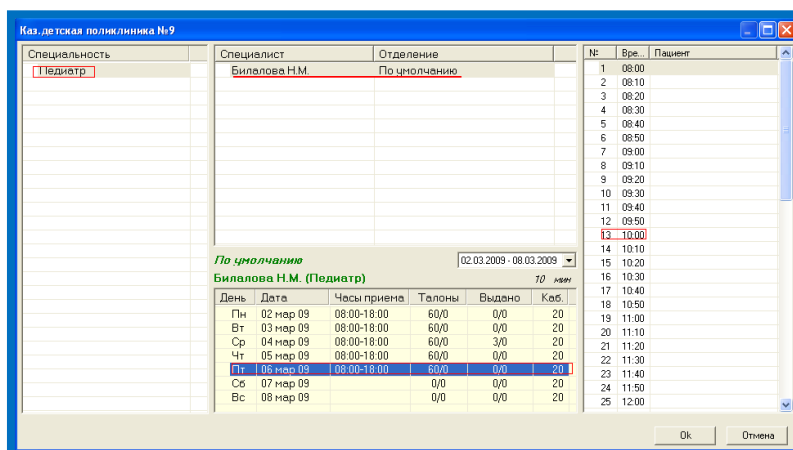 Каз.детская поликлиника №9
Специальность
Педиатр
Специалист Отделение
Билалова Н.М. По умолчанию
По умолчанию 02.03.2009 - 08.03.2009
Билалова Н.М. (Педиатр) 10 мин
День Дата Часы приема Талоны Выдано Каб.
Пн 02 мар 09 08:00-18:00 60/0 0/0 20
Вт 03 мар 09 08:00-18:00 60/0 0/0 20
Ср 04 мар 09 08:00-18:00 60/0 3/0 20
Чт 05 мар 09 08:00-18:00 60/0 0/0 20
Пт 06 мар 09 08:00-18:00 60/0 0/0 20
Сб 07 мар 09 0/0 0/0 20
Вс 08 мар 09 0/0 0/0 20
№ Вре... Пациент
1 08:00
2 08:10
3 08:20
4 08:30
5 08:40
6 08:50
7 09:00
8 09:10
9 09:20
10 09:30
11 09:40
12 09:50
13 10:00
14 10:10
15 10:20
16 10:30
17 10:40
18 10:50
19 11:00
20 11:10
21 11:20
22 11:30
23 11:40
24 11:50
25 12:00
Ok Отмена